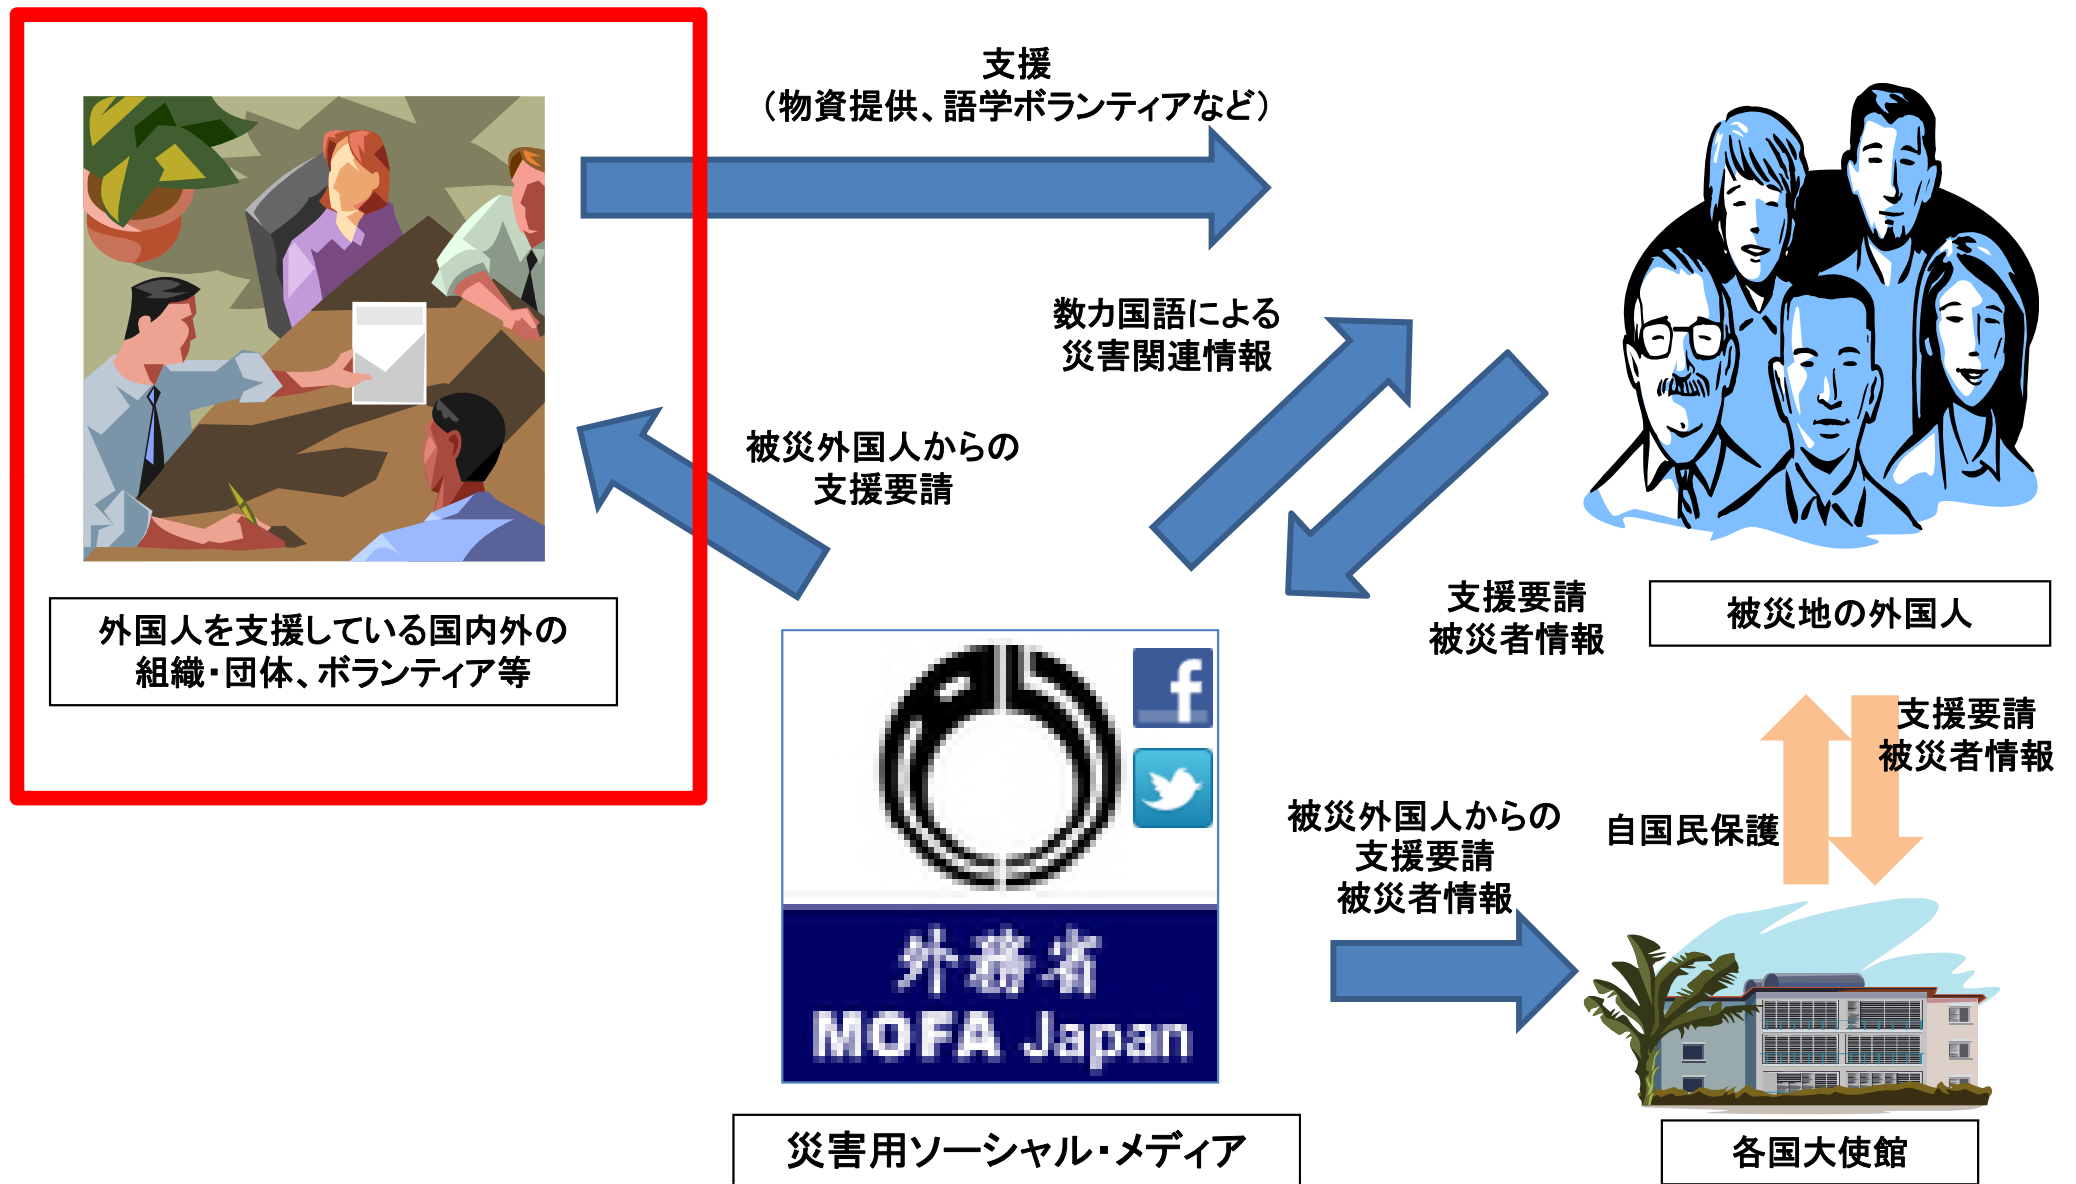 支援
（物資提供、語学ボランティアなど）
数カ国語による
災害関連情報
被災外国人からの
支援要請
外国人を支援している国内外の
組織・団体、ボランティア等
支援要請
被災者情報
被災地の外国人
支援要請
被災者情報
自国民保護
被災外国人からの
支援要請
被災者情報
f
外務省
MOFA Japan
災害用ソーシャル・メディア
各国大使館